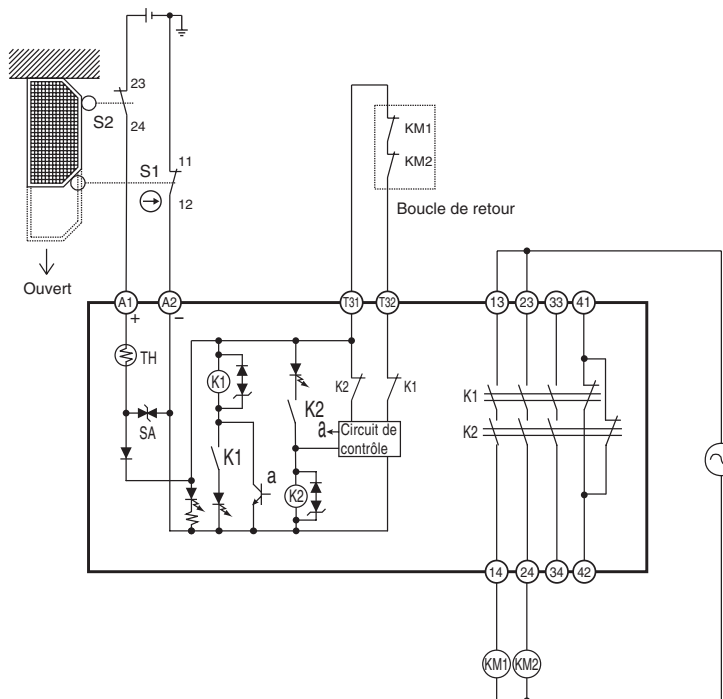 23
S2
24
S1
11
12
Ouvert
KM1
KM2
Boucle de retour
A1
A2
T31
T32
13
23
33
41
+
−
TH
SA
K1
K2
K2
K1
K1
a
K2
a
Circuit de
contrôle
K1
K2
14
24
34
42
KM1
KM2